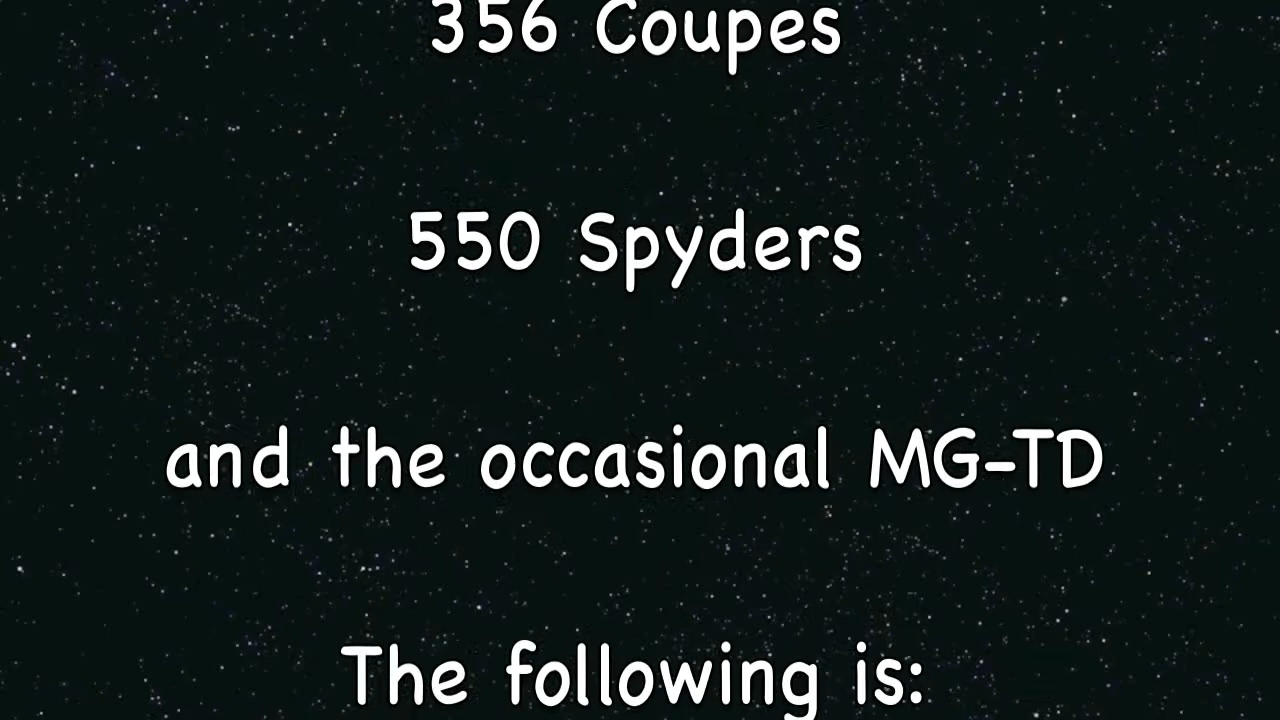 356 Coupes
550 Spyders
and the occasional MG-TD
The following is: